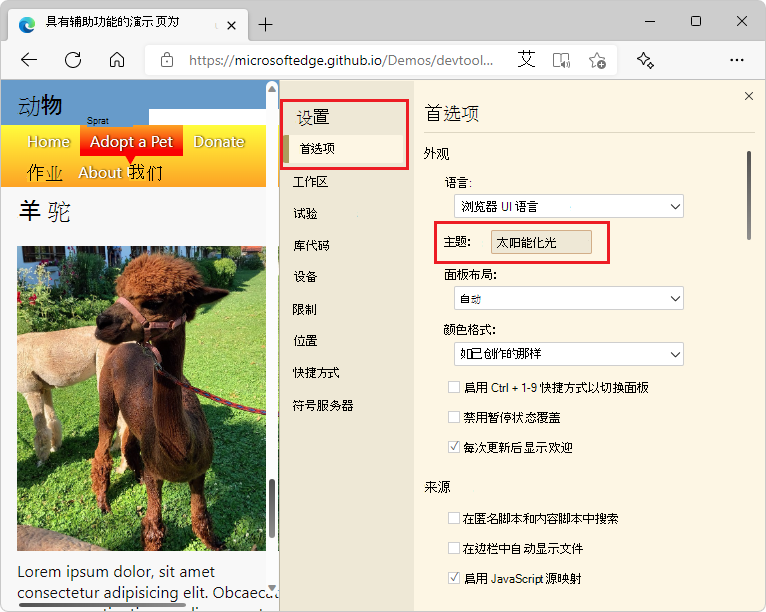 具有辅助功能的演示页为
https://microsoftedge.github.io/Demos/devtool...
动物
Sprat
Home Adopt a Pet Donate
作业 About 我们
羊驼
Lorem ipsum dolor, sit amet
consectetur adipisicing elit. Obcaecat
设置
首选项
工作区
试验
库代码
设备
限制
位置
快捷方式
符号服务器
首选项
外观
语言:
浏览器 UI 语言
主题:
太阳能化光
面板布局:
自动
颜色格式:
如已创作的那样
启用 Ctrl + 1-9 快捷方式以切换面板
禁用暂停状态覆盖
每次更新后显示欢迎
来源
在匿名脚本和内容脚本中搜索
在边栏中自动显示文件
启用 JavaScript 源映射